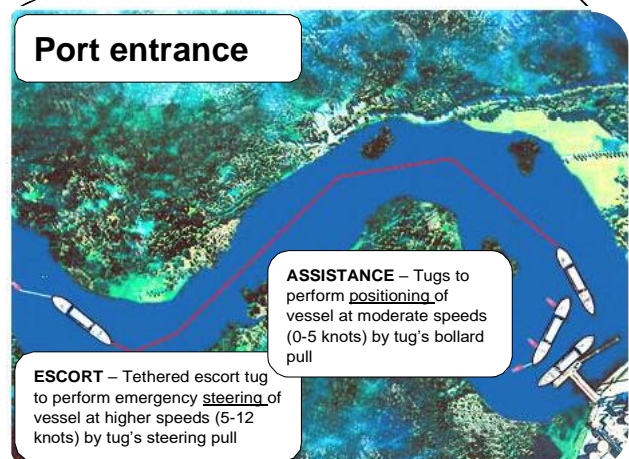 Port entrance
ASSISTANCE – Tugs to
perform positioning of
vessel at moderate speeds
(0-5 knots) by tug's bollard
pull
ESCORT – Tethered escort tug
to perform emergency steering of
vessel at higher speeds (5-12
knots) by tug's steering pull